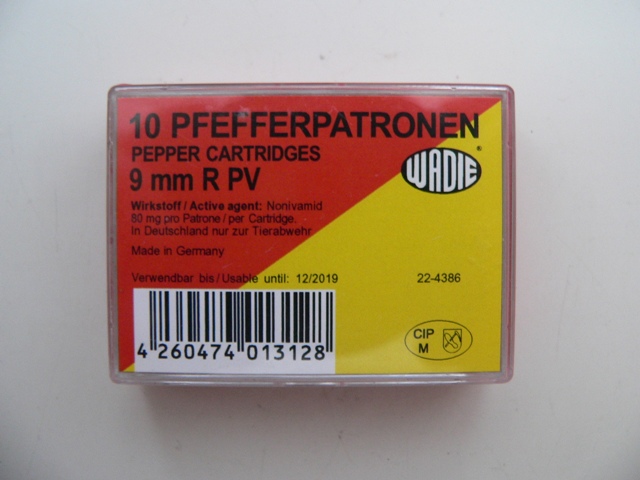 10 PFEFFERPATRONEN
PEPPER CARTRIDGES
9 mm R PV
WADIE ®
Wirkstoff / Active agent: Nonivamid
80 mg pro Patrone / per Cartridge.
In Deutschland nur zur Tierabwehr
Made in Germany
Verwendbar bis / Usable until: 12/2019
22-4386
4 260474 013128
CIP
M